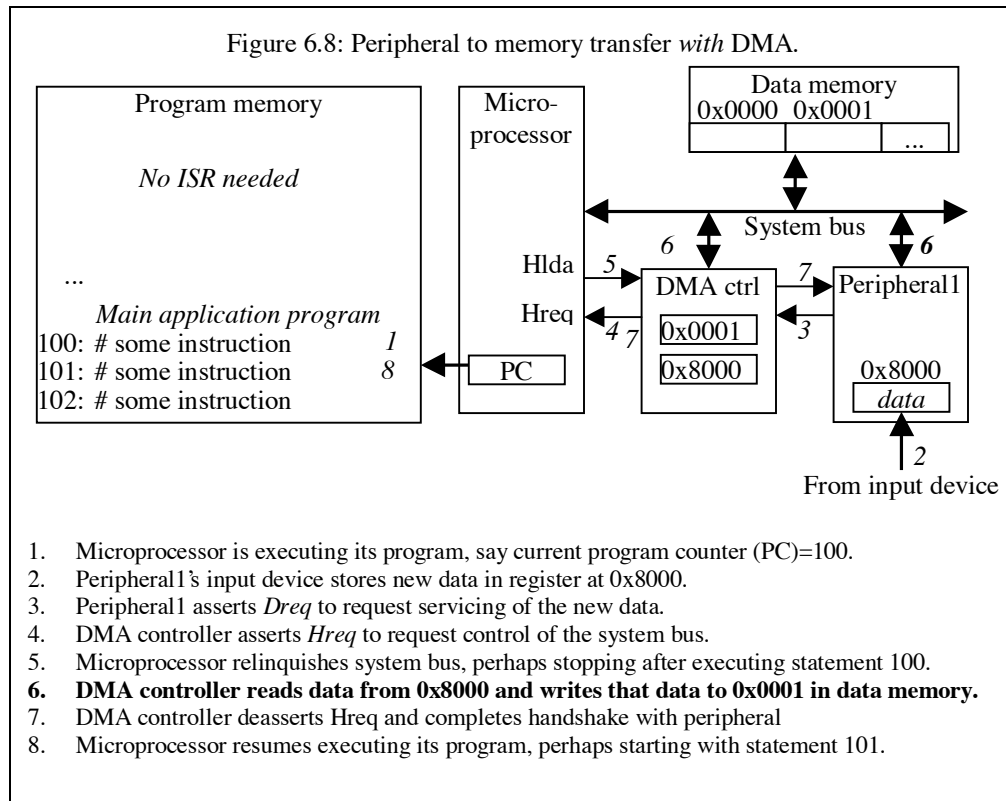 Figure 6.8: Peripheral to memory transfer with DMA.
Program memory
No ISR needed
...
Main application program
100: # some instruction 1
101: # some instruction 8
102: # some instruction
Micro-
processor
Hlda
Hreq
PC
Data memory
0x0000 0x0001
...
System bus
6
6
5
4
7
DMA ctrl
0x0001
0x8000
7
3
Peripheral1
0x8000
data
2
From input device
1. Microprocessor is executing its program, say current program counter (PC)=100.
2. Peripheral1’s input device stores new data in register at 0x8000.
3. Peripheral1 asserts Dreq to request servicing of the new data.
4. DMA controller asserts Hreq to request control of the system bus.
5. Microprocessor relinquishes system bus, perhaps stopping after executing statement 100.
6. DMA controller reads data from 0x8000 and writes that data to 0x0001 in data memory.
7. DMA controller deasserts Hreq and completes handshake with peripheral
8. Microprocessor resumes executing its program, perhaps starting with statement 101.